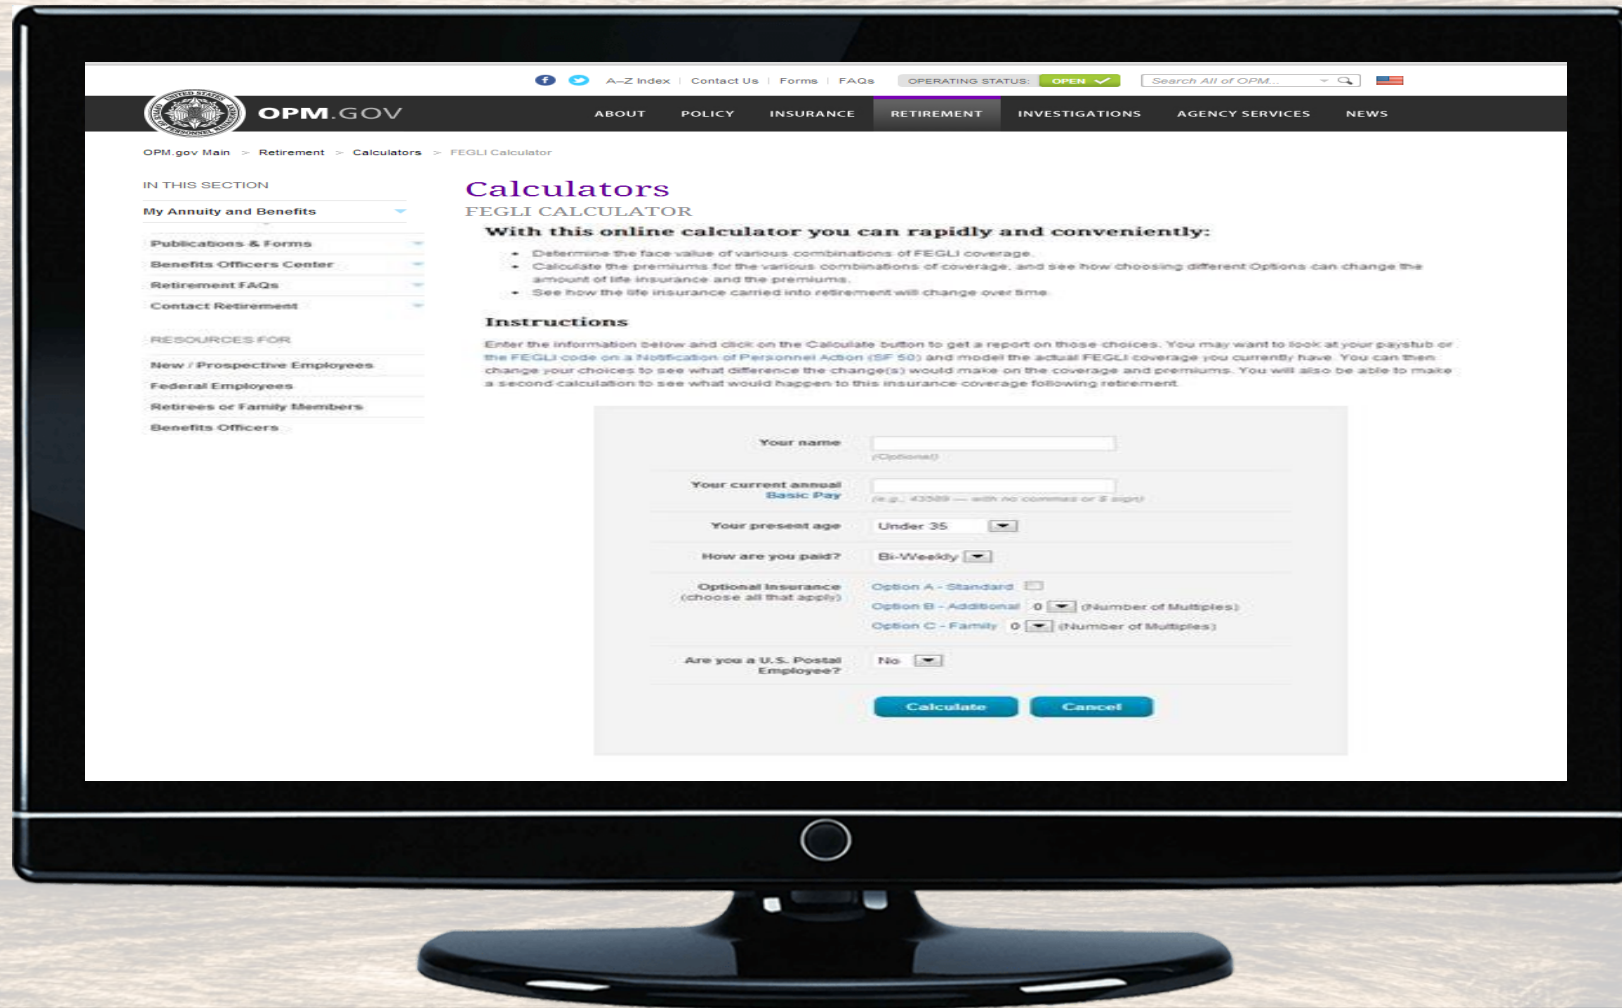 A–Z Index | Contact Us | Forms | FAQs OPERATING STATUS: OPEN Search All of OPM...
OPM.GOV ABOUT POLICY INSURANCE RETIREMENT INVESTIGATIONS AGENCY SERVICES NEWS
OPM.gov Main > Retirement > Calculators > FEGLI Calculator
IN THIS SECTION
My Annuity and Benefits
Publications & Forms
Benefits Officers Center
Retirement FAQs
Contact Retirement
RESOURCES FOR
New / Prospective Employees
Federal Employees
Retirees or Family Members
Benefits Officers
Calculators
FEGLI CALCULATOR
With this online calculator you can rapidly and conveniently:
• Determine the face value of various combinations of FEGLI coverage.
• Calculate the premiums for the various combinations of coverage, and see how choosing different Options can change the
amount of life insurance and the premiums.
• See how the life insurance carried into retirement will change over time.
Instructions
Enter the information below and click on the Calculate button to get a report on those choices. You may want to look at your paystub or
the FEGLI code on a Notification of Personnel Action (SF 50) and model the actual FEGLI coverage you currently have. You can then
change your choices to see what difference the change(s) would make on the coverage and premiums. You will also be able to make
a second calculation to see what would happen to this insurance coverage following retirement.
Your name
(Optional)
Your current annual
Basic Pay
(e.g., 43589 — with no commas or $ sign)
Your present age Under 35
How are you paid? Bi-Weekly
Optional Insurance Option A - Standard
(choose all that apply)
Option B - Additional 0 (Number of Multiples)
Option C - Family 0 (Number of Multiples)
Are you a U.S. Postal No
Employee?
Calculate Cancel